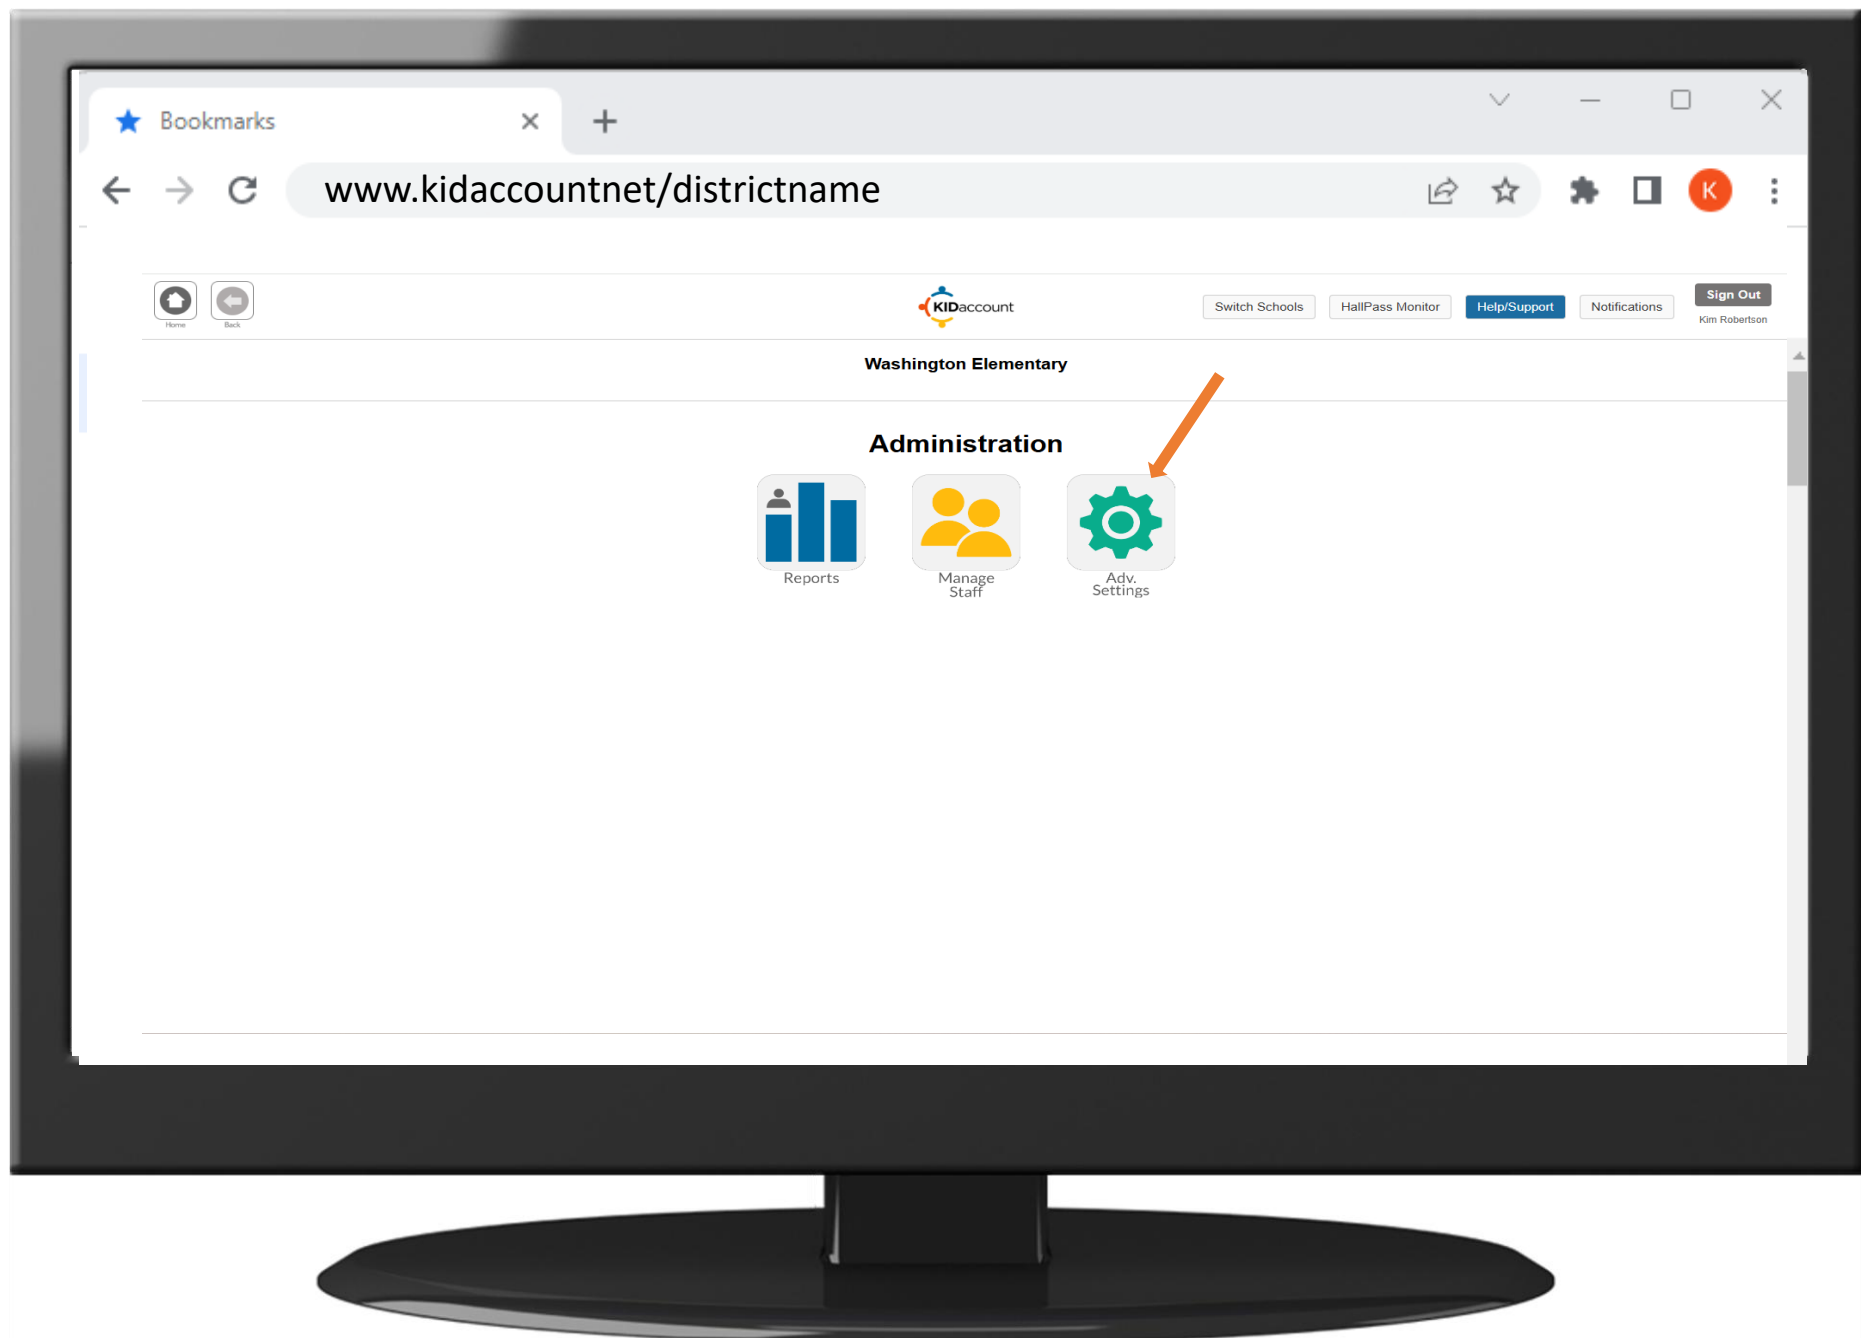 Bookmarks
www.kidaccountnet/districtname
Home
Back
KIDaccount
Switch Schools
HallPass Monitor
Help/Support
Notifications
Sign Out
Kim Robertson
K
Washington Elementary
Administration
Reports
Manage
Staff
Adv.
Settings